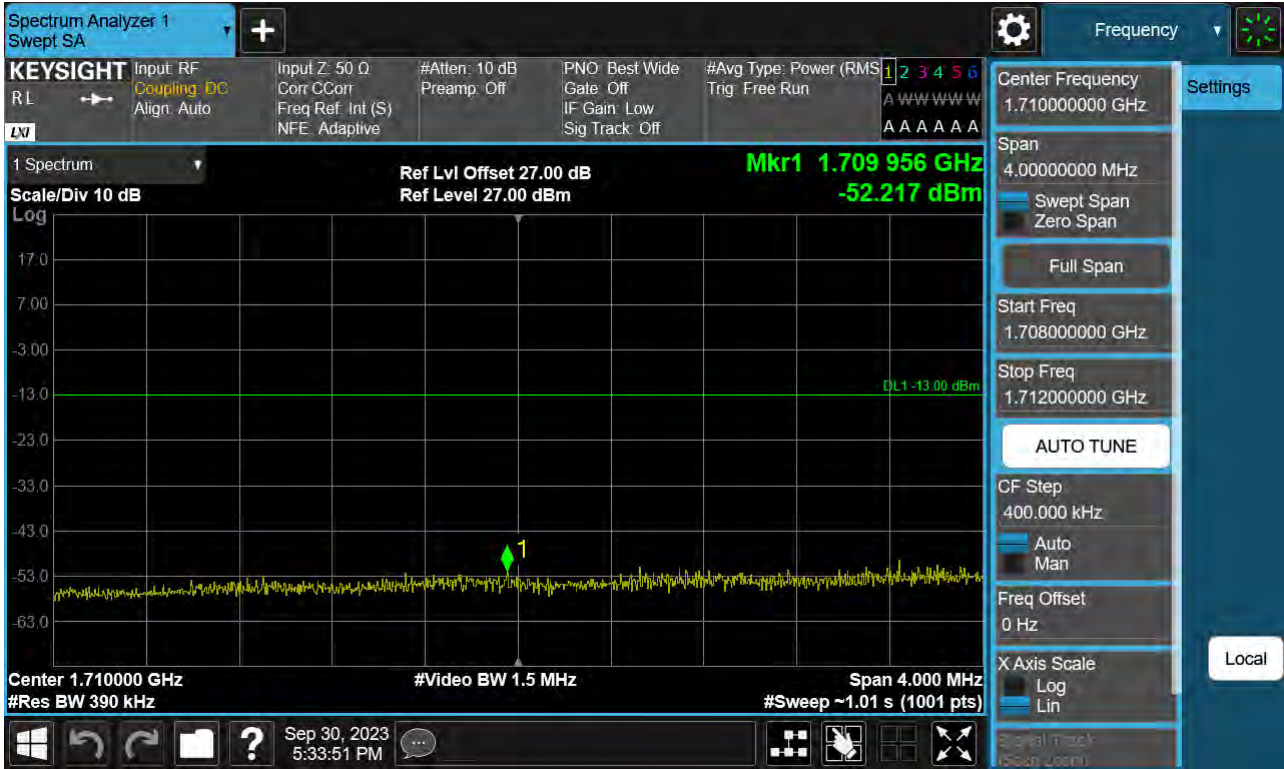 Spectrum Analyzer 1
Swept SA
+
Frequency
KEYSIGHT
RL
LXI
Input: RF
Coupling: DC
Align: Auto
Input Z: 50 Ω
Corr CCorr
Freq Ref: Int (S)
NFE: Adaptive
#Atten: 10 dB
Preamp: Off
PNO: Best Wide
Gate: Off
IF Gain: Low
Sig Track: Off
#Avg Type: Power (RMS
Trig: Free Run
1 2 3 4 5 6
A W W W W W
A A A A A A
1 Spectrum
Scale/Div 10 dB
Ref Lvl Offset 27.00 dB
Ref Level 27.00 dBm
Mkr1 1.709 956 GHz
-52.217 dBm
Log
17.0
7.00
-3.00
-13.0
DL1 -13.00 dBm
-23.0
-33.0
-43.0
1
-53.0
-63.0
Center 1.710000 GHz
#Video BW 1.5 MHz
Span 4.000 MHz
#Res BW 390 kHz
#Sweep ~1.01 s (1001 pts)
Center Frequency
1.710000000 GHz
Settings
Span
4.00000000 MHz
Swept Span
Zero Span
Full Span
Start Freq
1.708000000 GHz
Stop Freq
1.712000000 GHz
AUTO TUNE
CF Step
400.000 kHz
Auto
Man
Freq Offset
0 Hz
X Axis Scale
Log
Lin
Local
Signal Track
(Span Zoom)
?
Sep 30, 2023
5:33:51 PM